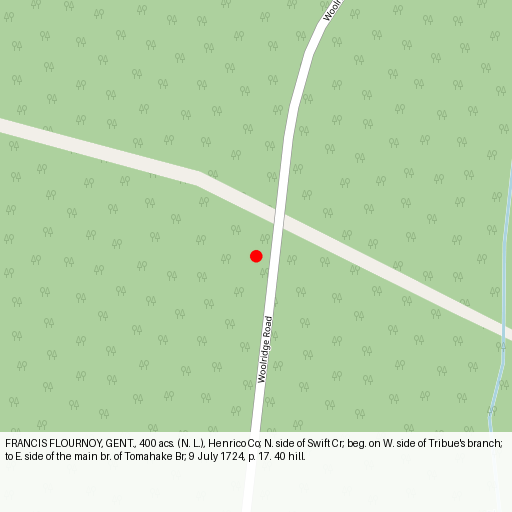 Woolr
Woolridge Road
FRANCIS FLOURNOY, GENT., 400 acs. (N. L.), Henrico Co; N. side of Swift Cr; beg. on W. side of Tribue's branch;
to E. side of the main br. of Tomahake Br; 9 July 1724, p. 17. 40 hill.